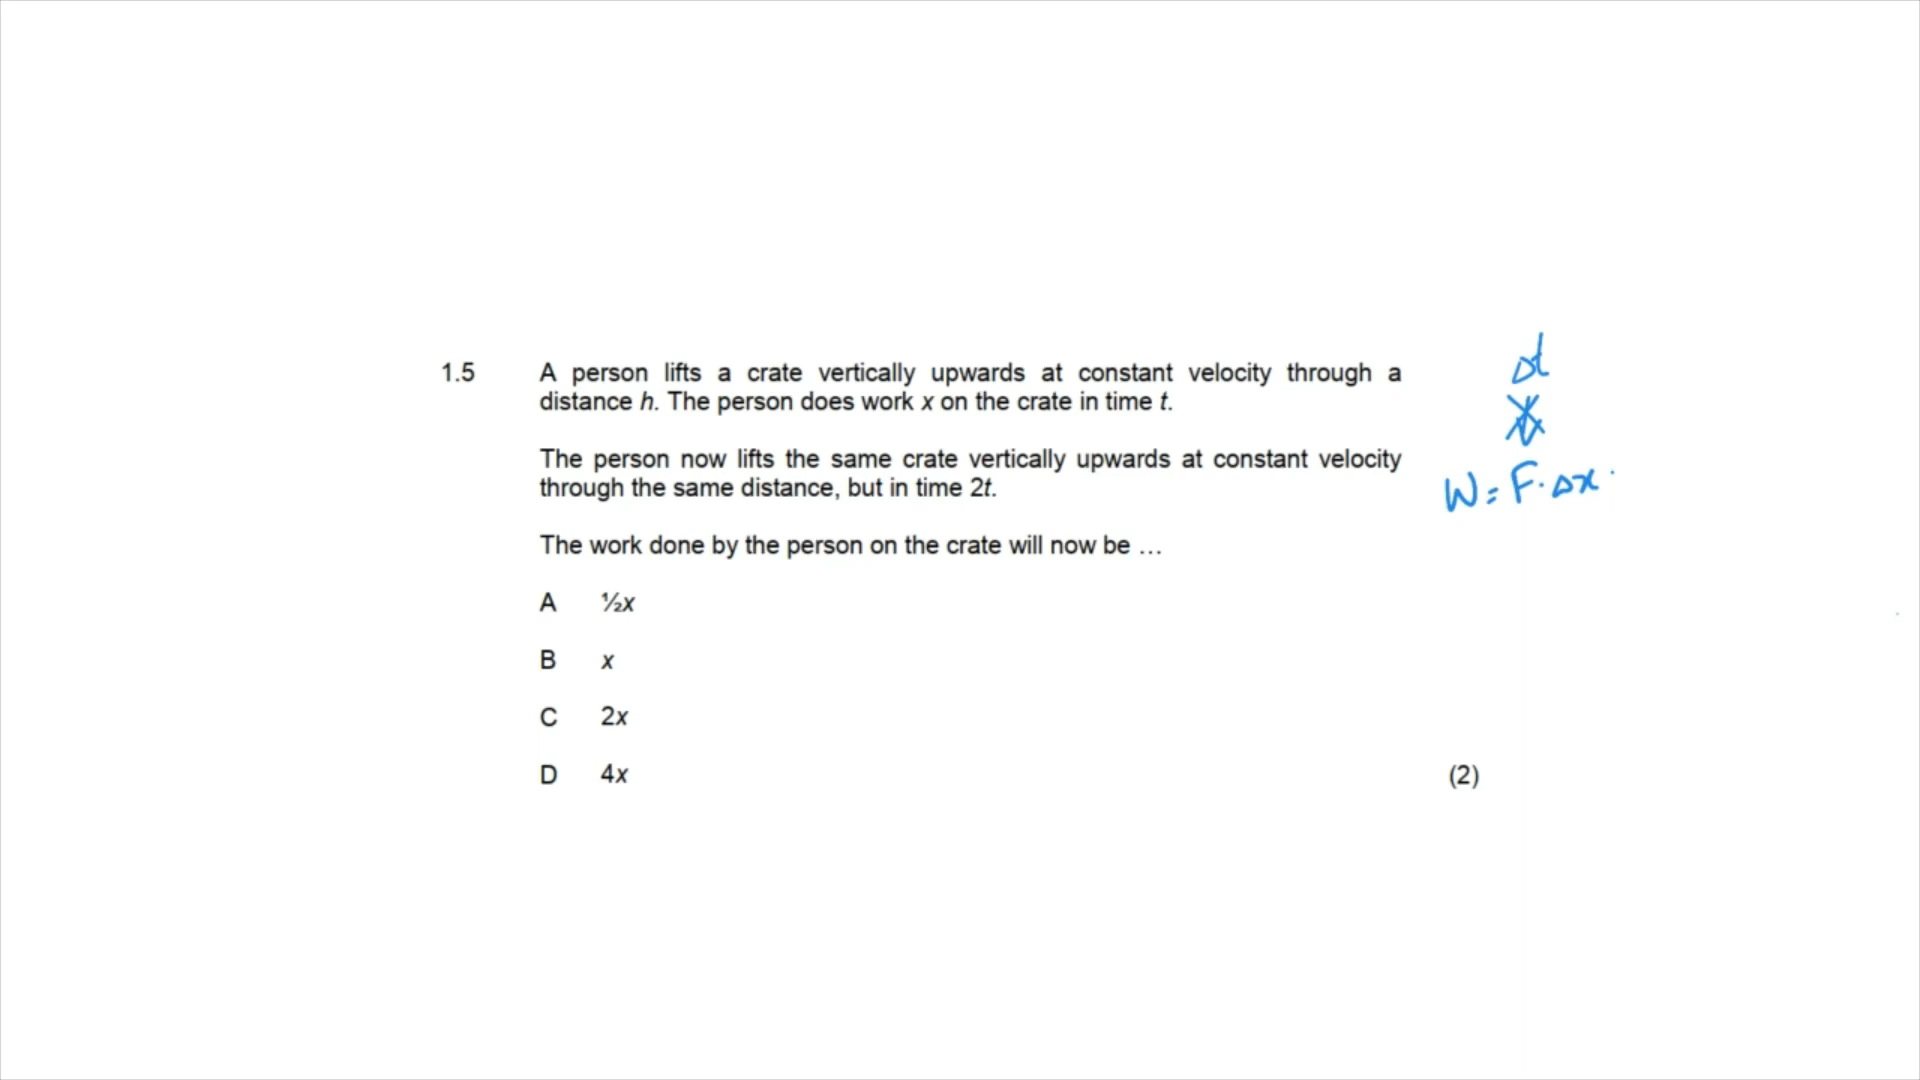 1.5 A person lifts a crate vertically upwards at constant velocity through a
distance h. The person does work x on the crate in time t.
The person now lifts the same crate vertically upwards at constant velocity
through the same distance, but in time 2t.
The work done by the person on the crate will now be …
A ½x
B x
C 2x
D 4x (2)
W = F · Δx